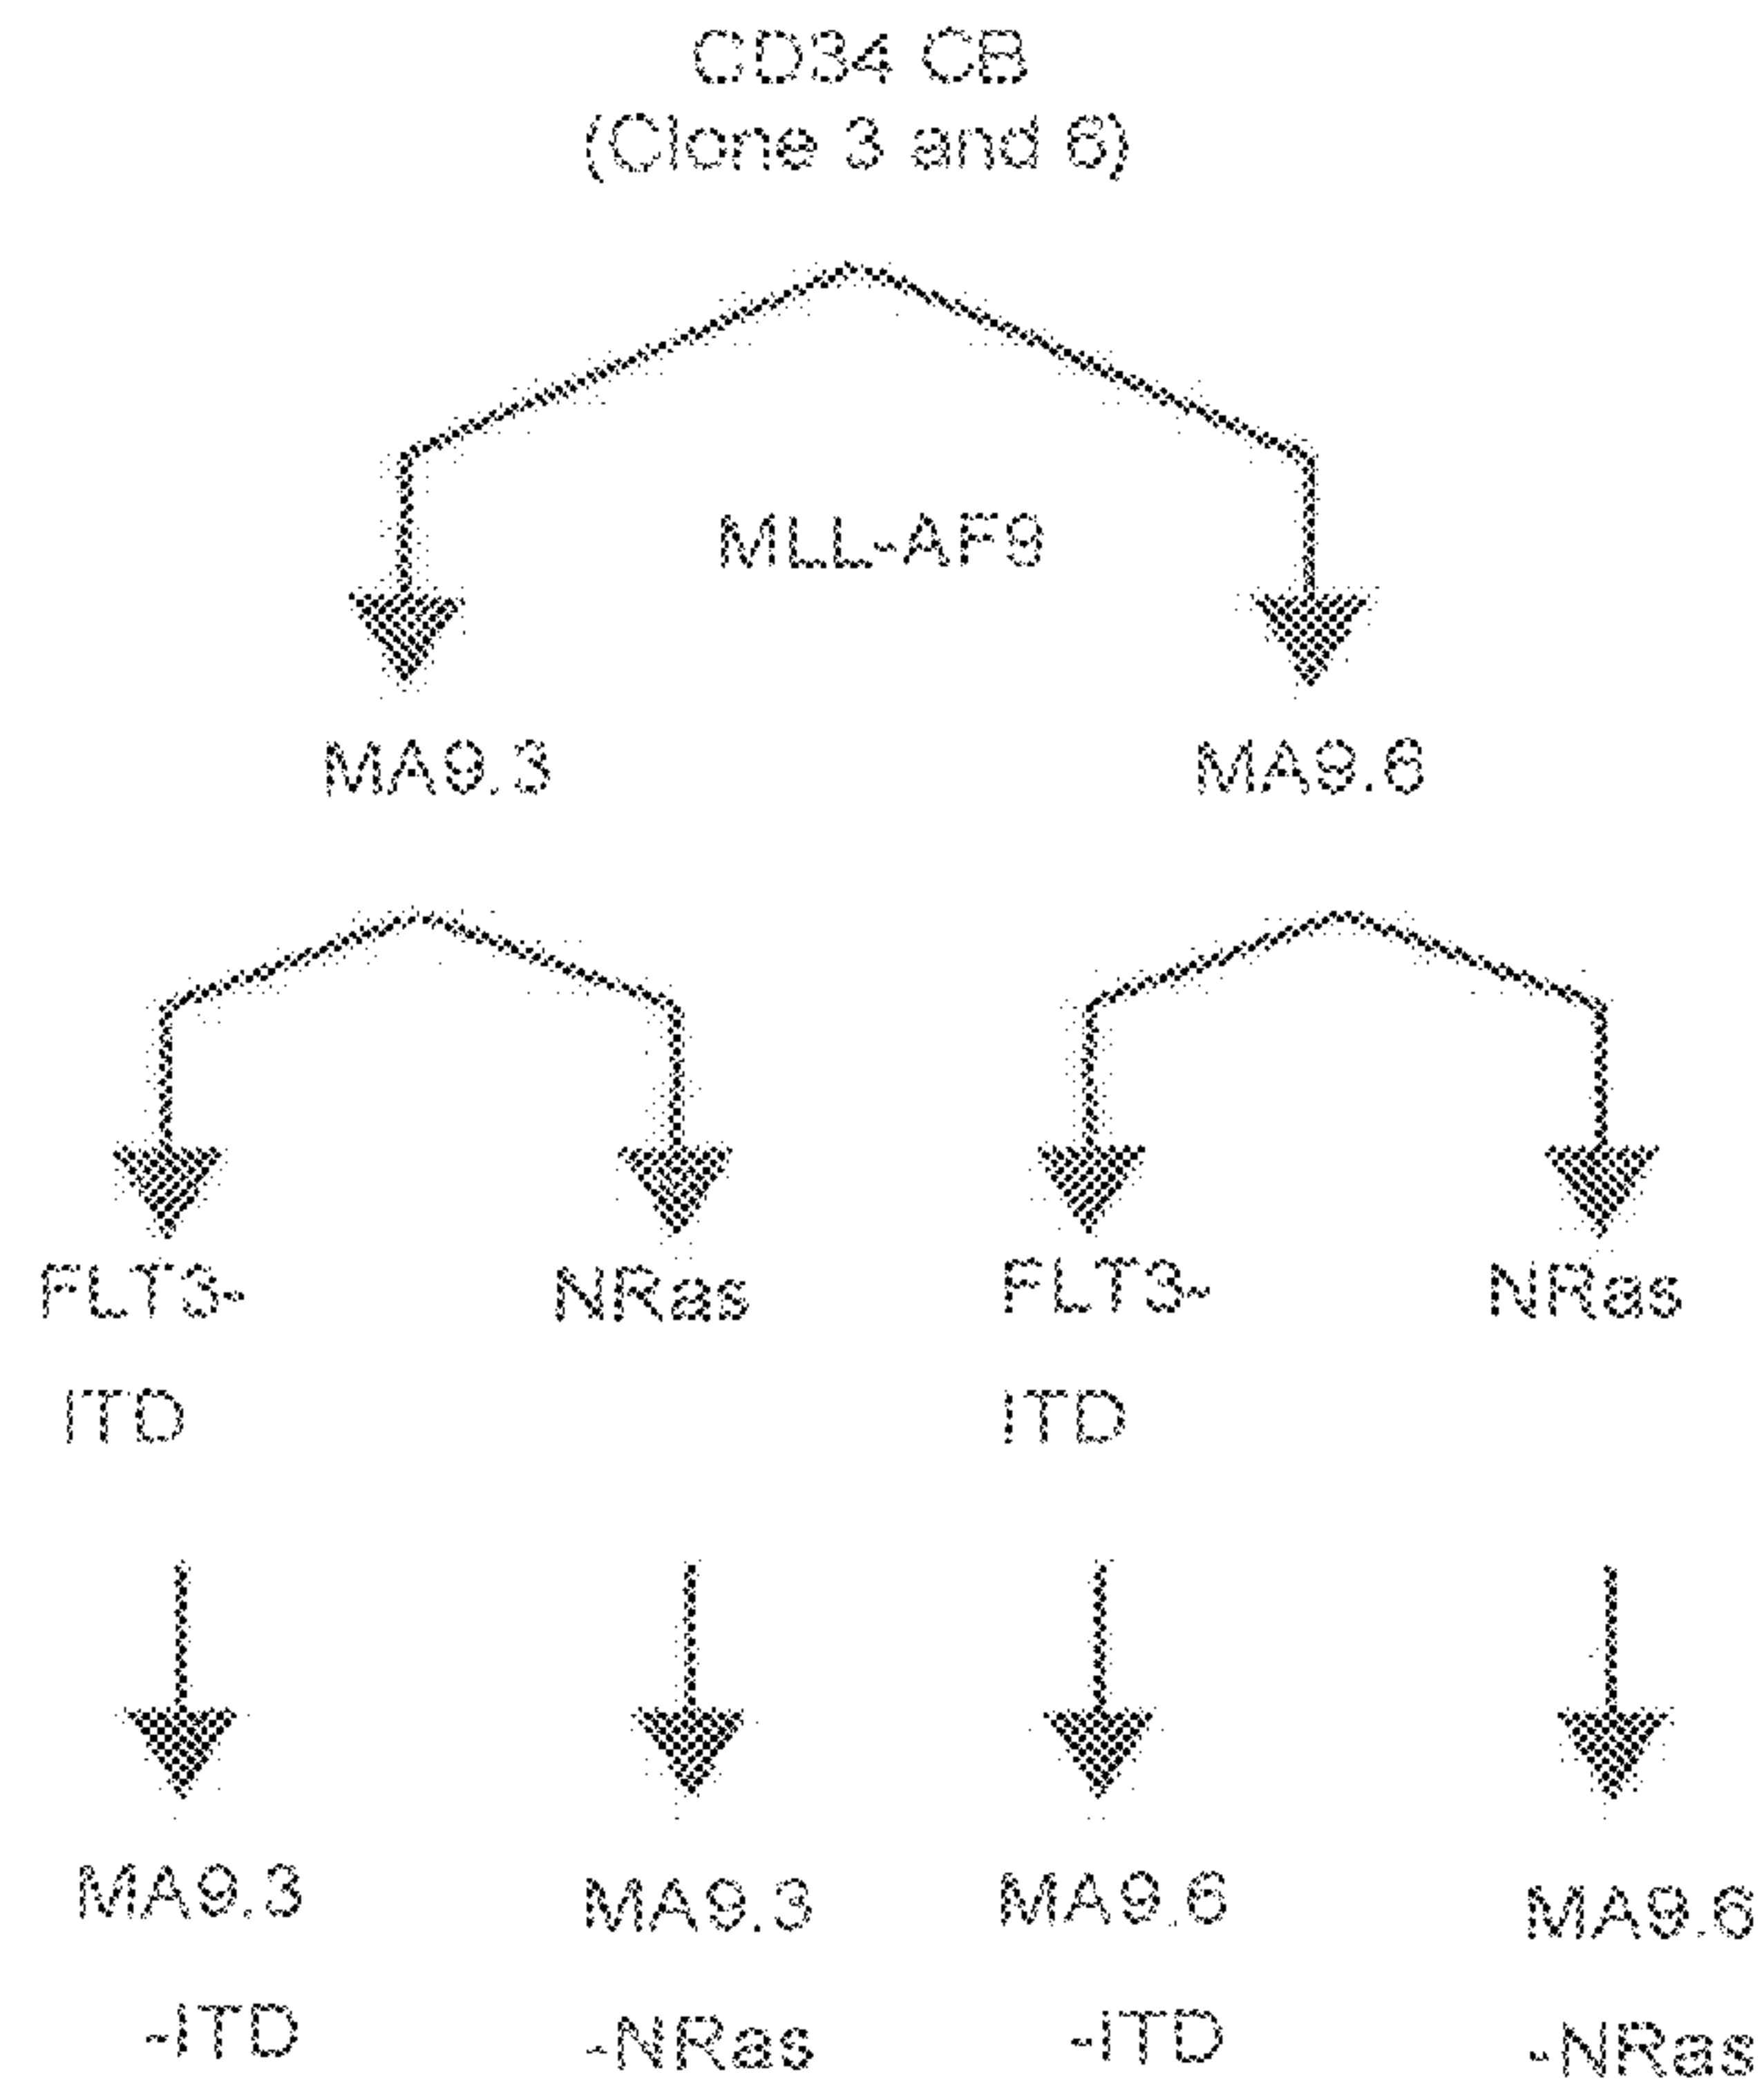 CD34 CB
(Clone 3 and 6)
MLL-AF9
MA9.3 MA9.6
FLT3- NRas FLT3- NRas
ITD ITD
MA9.3 MA9.3 MA9.6 MA9.6
-ITD -NRas -ITD -NRas